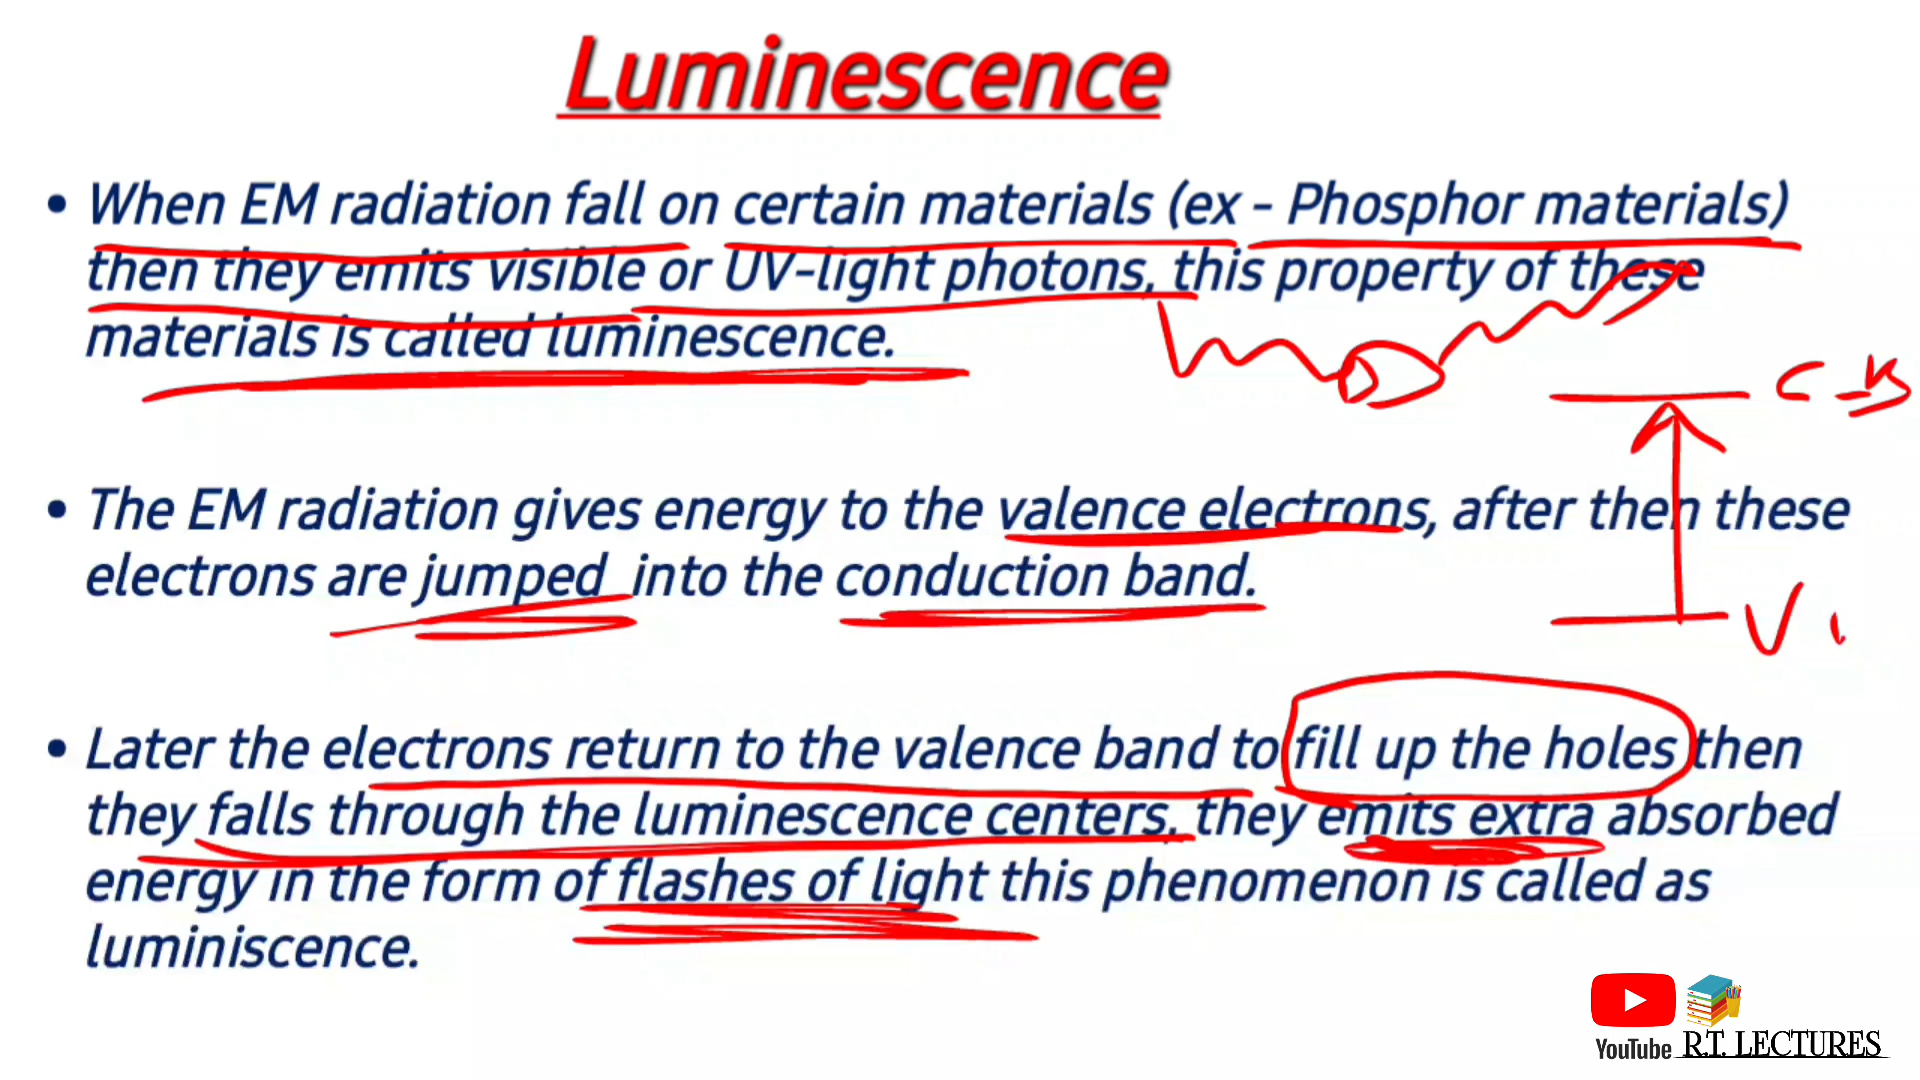 Luminescence
• When EM radiation fall on certain materials (ex - Phosphor materials)
then they emits visible or UV-light photons, this property of these
materials is called luminescence.
C-B
• The EM radiation gives energy to the valence electrons, after then these
electrons are jumped into the conduction band.
V
• Later the electrons return to the valence band to fill up the holes then
they falls through the luminescence centers, they emits extra absorbed
energy in the form of flashes of light this phenomenon is called as
luminiscence.
YouTube R.T. LECTURES